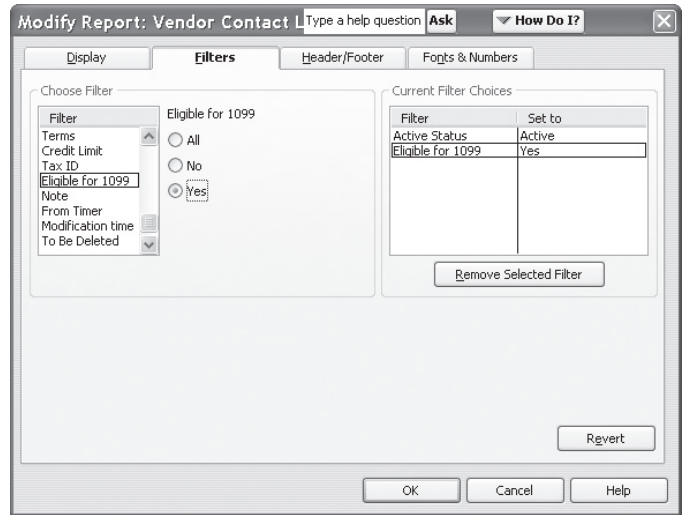 Modify Report: Vendor Contact L
Type a help question Ask How Do I?
Display Filters Header/Footer Fonts & Numbers
Choose Filter
Filter
Terms
Credit Limit
Tax ID
Eligible for 1099
Note
From Timer
Modification time
To Be Deleted
Eligible for 1099
All
No
Yes
Current Filter Choices
Filter Set to
Active Status Active
Eligible for 1099 Yes
Remove Selected Filter
Revert
OK Cancel Help